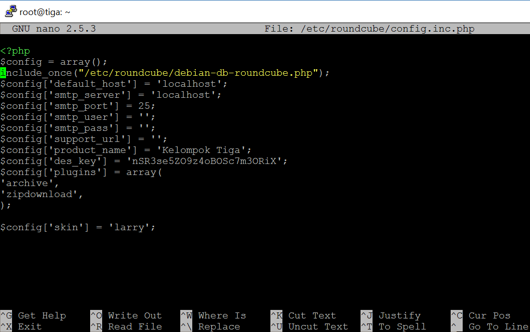 root@tiga: ~
GNU nano 2.5.3 File: /etc/roundcube/config.inc.php
<?php
$config = array();
include_once("/etc/roundcube/debian-db-roundcube.php");
$config['default_host'] = 'localhost';
$config['smtp_server'] = 'localhost';
$config['smtp_port'] = 25;
$config['smtp_user'] = '';
$config['smtp_pass'] = '';
$config['support_url'] = '';
$config['product_name'] = 'Kelompok Tiga';
$config['des_key'] = 'nSR3se5ZO9z4oBOSc7m3ORiX';
$config['plugins'] = array(
'archive',
'zipdownload',
);
$config['skin'] = 'larry';
^G Get Help ^O Write Out ^W Where Is ^K Cut Text ^J Justify ^C Cur Pos
^X Exit ^R Read File ^\ Replace ^U Uncut Text ^T To Spell ^_ Go To Line